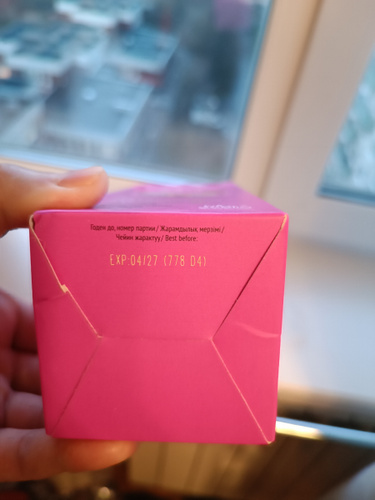 Годен до, номер партии / Жарамдылық мерзімі /
Чейин жарактуу / Best before:
EXP:04/27 (778 04)